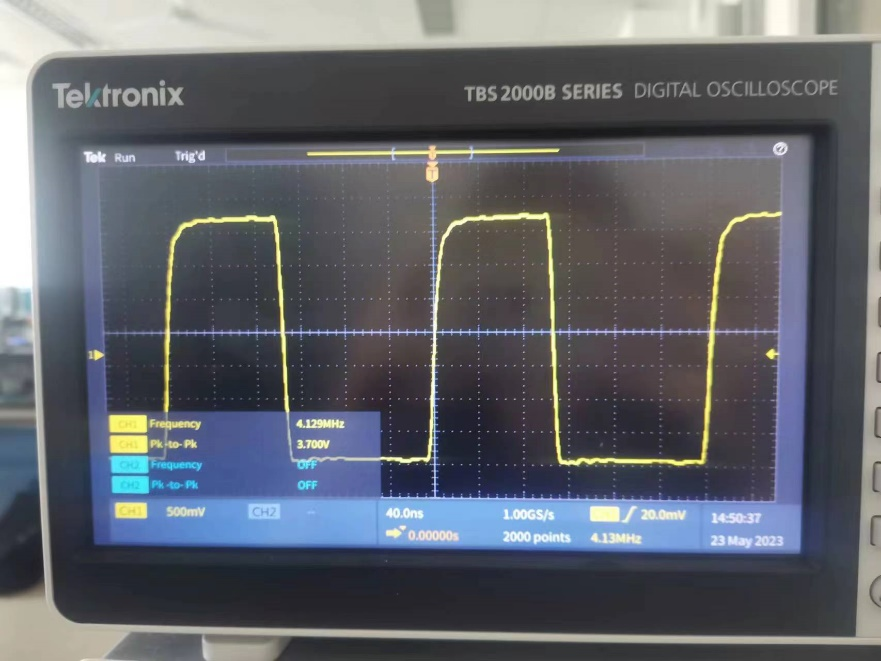 Tektronix
TBS 2000B SERIES DIGITAL OSCILLOSCOPE
Tek Run Trig'd
T
1
CH1 Frequency 4.129MHz
CH1 Pk-to-Pk 3.700V
CH2 Frequency OFF
CH2 Pk-to-Pk OFF
CH1 500mV CH2 -- 40.0ns 1.00GS/s 20.0mV 14:50:37
0.00000s 2000 points 4.13MHz 23 May 2023